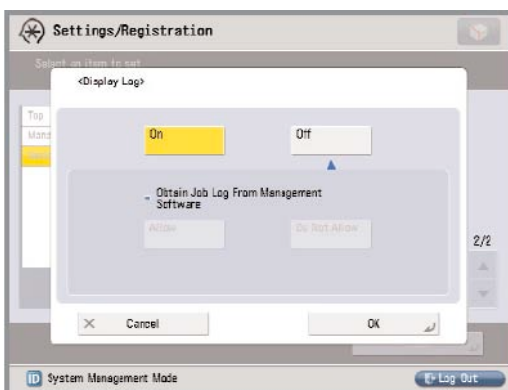 Settings/Registration
Select an item to set.
<Display Log>
Top
On
Off
Obtain Job Log From Management
Software
Allow
Do Not Allow
2/2
Cancel
OK
System Management Mode
Log Out